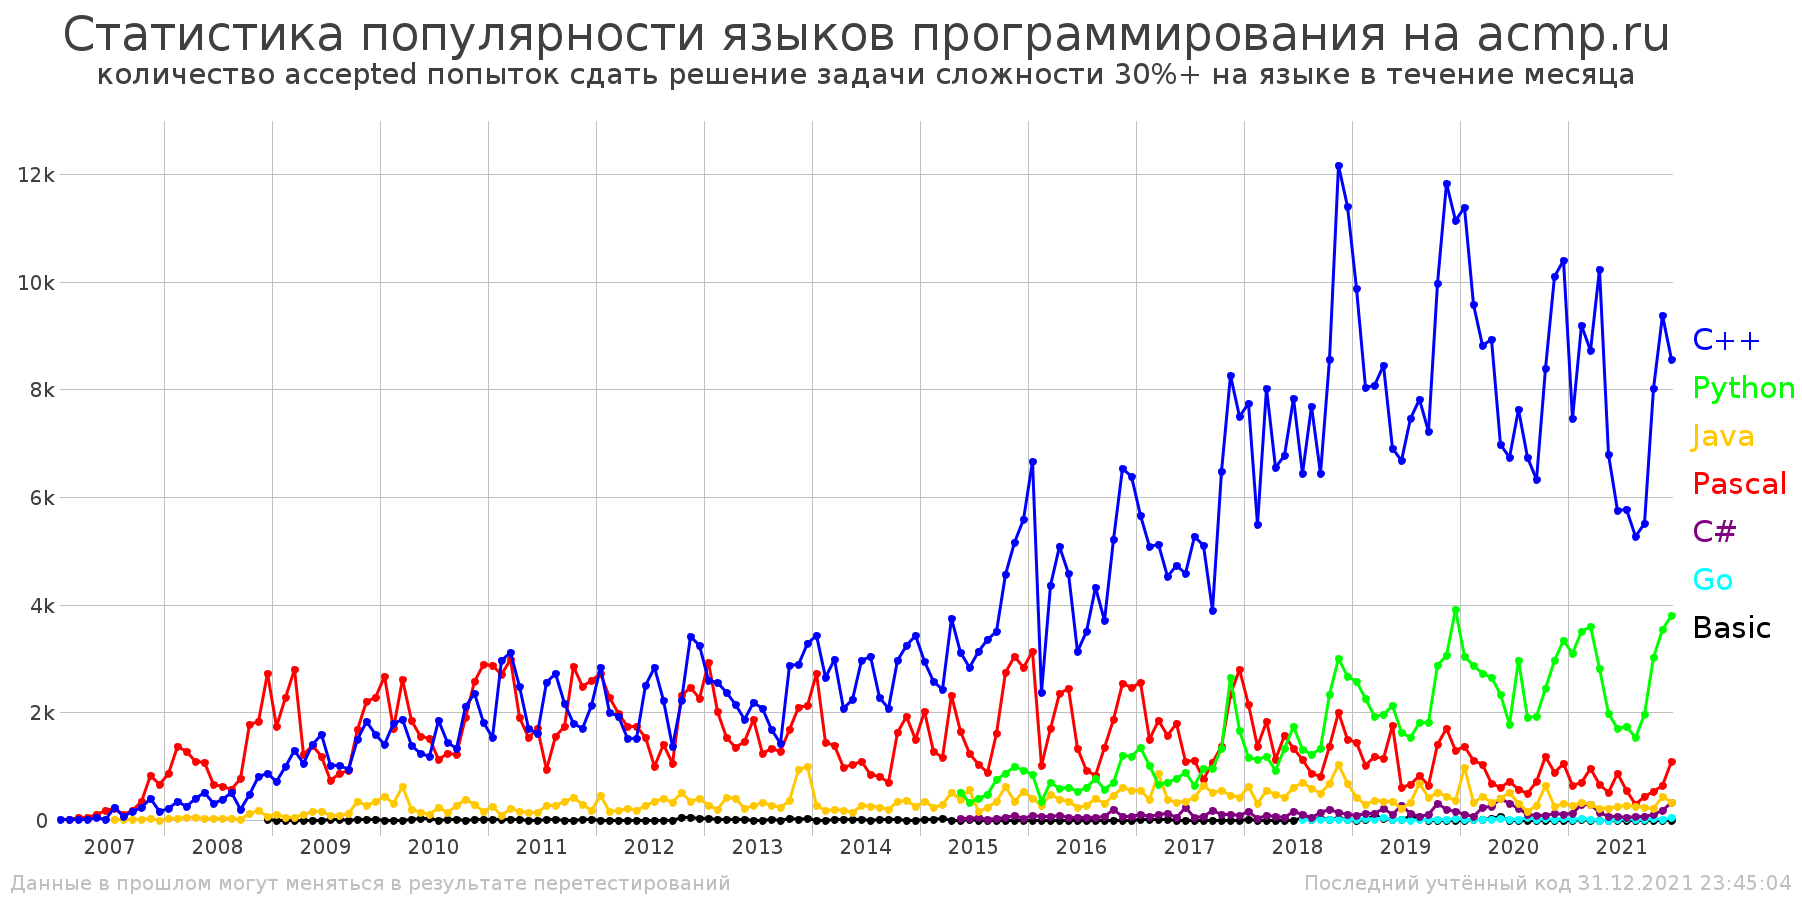 Статистика популярности языков программирования на acmp.ru
количество accepted попыток сдать решение задачи сложности 30%+ на языке в течение месяца
12k
10k
8k
6k
4k
2k
0
C++
Python
Java
Pascal
C#
Go
Basic
2007 2008 2009 2010 2011 2012 2013 2014 2015 2016 2017 2018 2019 2020 2021
Данные в прошлом могут меняться в результате перетестирований
Последний учтённый код 31.12.2021 23:45:04